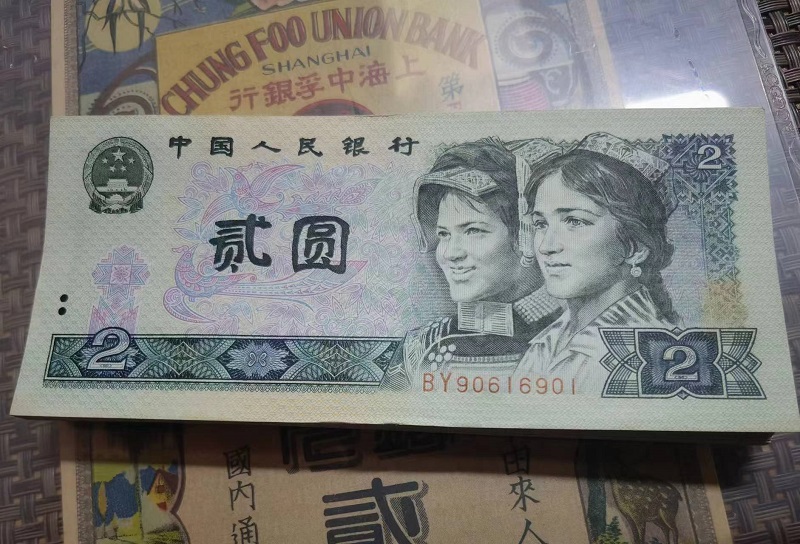 CHUNG FOO UNION BANK
SHANGHAI
行銀孚中海上
中国人民银行
2
贰圆
2
2
BY90616901
國內通
貳
由來人